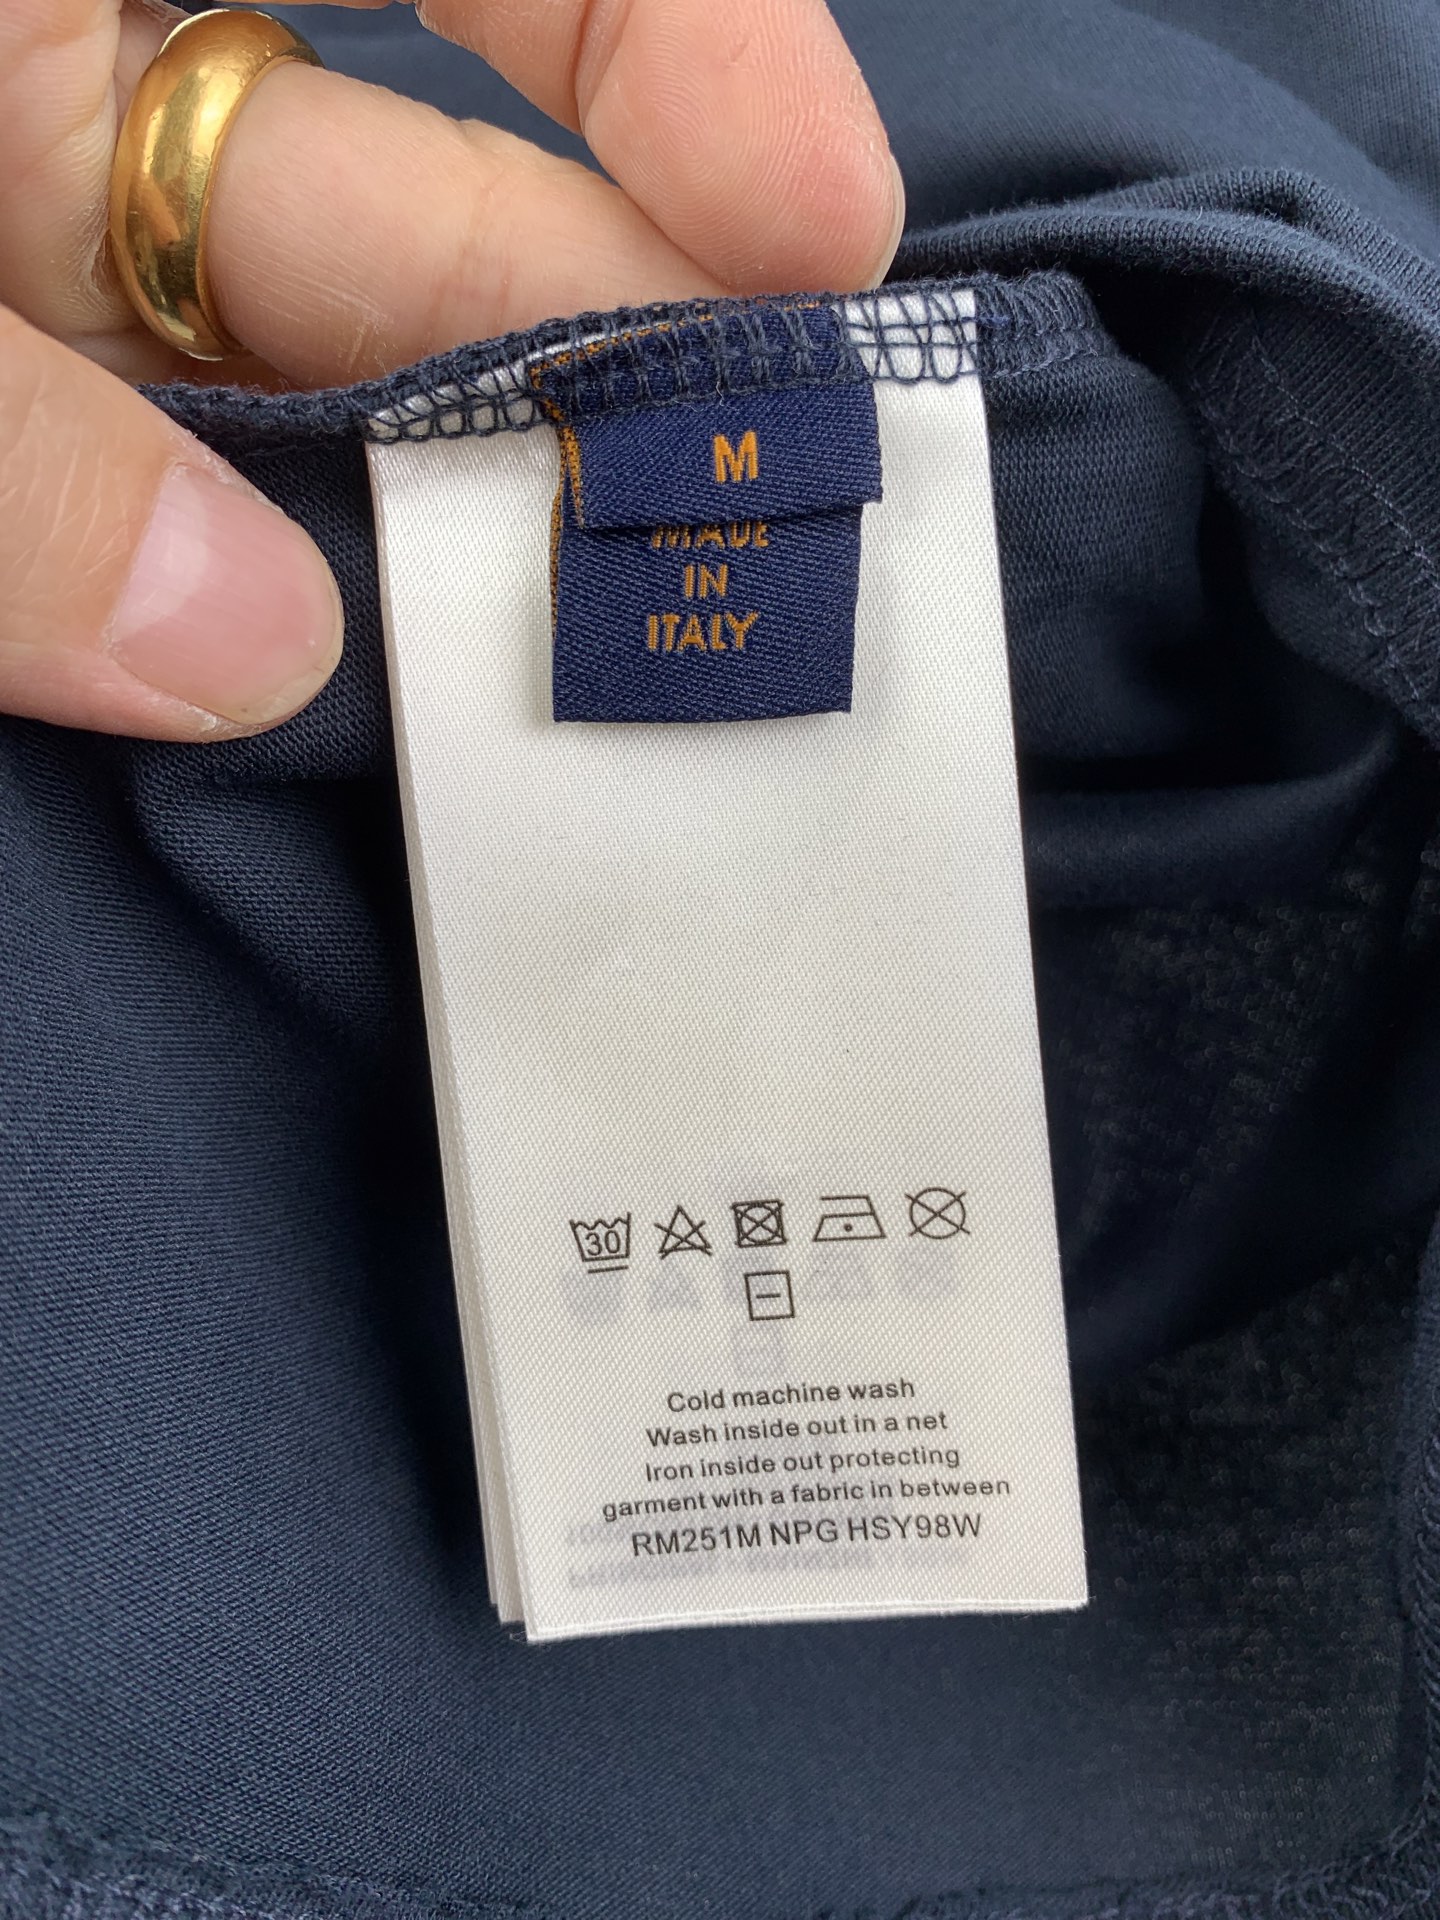 M
MADE
IN
ITALY
30
Cold machine wash
Wash inside out in a net
Iron inside out protecting
garment with a fabric in between
RM251M NPG HSY98W